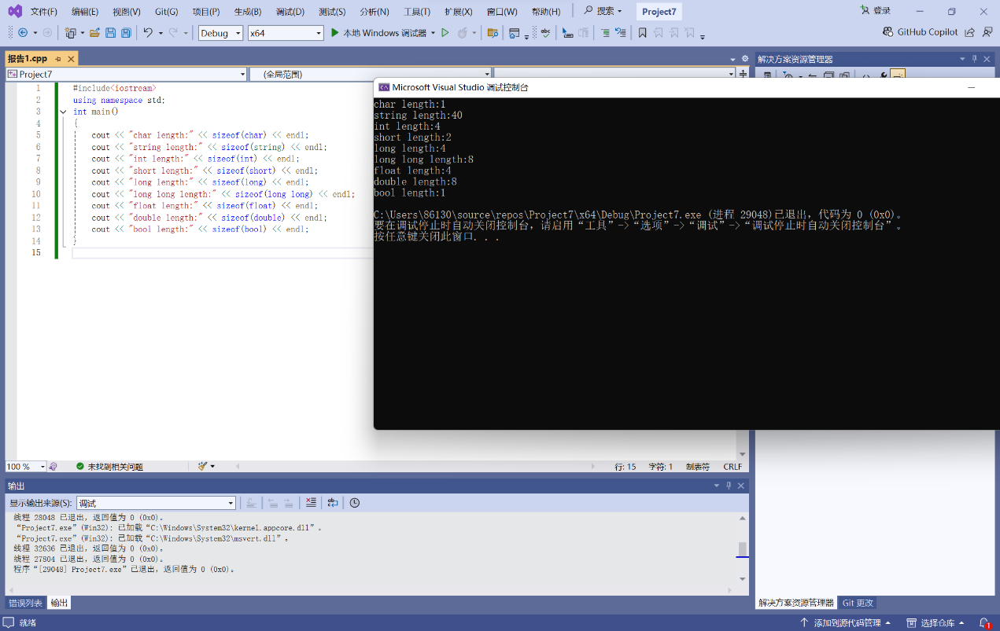 文件(F) 编辑(E) 视图(V) Git(G) 项目(P) 生成(B) 调试(D) 测试(S) 分析(N) 工具(T) 扩展(X) 窗口(W) 帮助(H) 搜索 Project7 登录
Debug x64 本地 Windows 调试器 GitHub Copilot
报告1.cpp
Project7 (全局范围)
1 #include<iostream>
2 using namespace std;
3 int main()
4 {
5 cout << "char length:" << sizeof(char) << endl;
6 cout << "string length:" << sizeof(string) << endl;
7 cout << "int length:" << sizeof(int) << endl;
8 cout << "short length:" << sizeof(short) << endl;
9 cout << "long length:" << sizeof(long) << endl;
10 cout << "long long length:" << sizeof(long long) << endl;
11 cout << "float length:" << sizeof(float) << endl;
12 cout << "double length:" << sizeof(double) << endl;
13 cout << "bool length:" << sizeof(bool) << endl;
14 }
15
解决方案资源管理器
Microsoft Visual Studio 调试控制台
char length:1
string length:40
int length:4
short length:2
long length:4
long long length:8
float length:4
double length:8
bool length:1
C:\Users\86130\source\repos\Project7\x64\Debug\Project7.exe (进程 29048)已退出，代码为 0 (0x0)。
要在调试停止时自动关闭控制台，请启用“工具”->“选项”->“调试”->“调试停止时自动关闭控制台”。
按任意键关闭此窗口. . .
100 % 未找到相关问题 行: 15 字符: 1 制表符 CRLF
输出
显示输出来源(S): 调试
线程 28048 已退出，返回值为 0 (0x0)。
“Project7.exe”(Win32): 已加载“C:\Windows\System32\kernel.appcore.dll”。
“Project7.exe”(Win32): 已加载“C:\Windows\System32\msvcrt.dll”。
线程 32636 已退出，返回值为 0 (0x0)。
线程 27804 已退出，返回值为 0 (0x0)。
程序“[29048] Project7.exe”已退出，返回值为 0 (0x0)。
错误列表 输出
解决方案资源管理器 Git 更改
就绪 添加到源代码管理 选择仓库 1